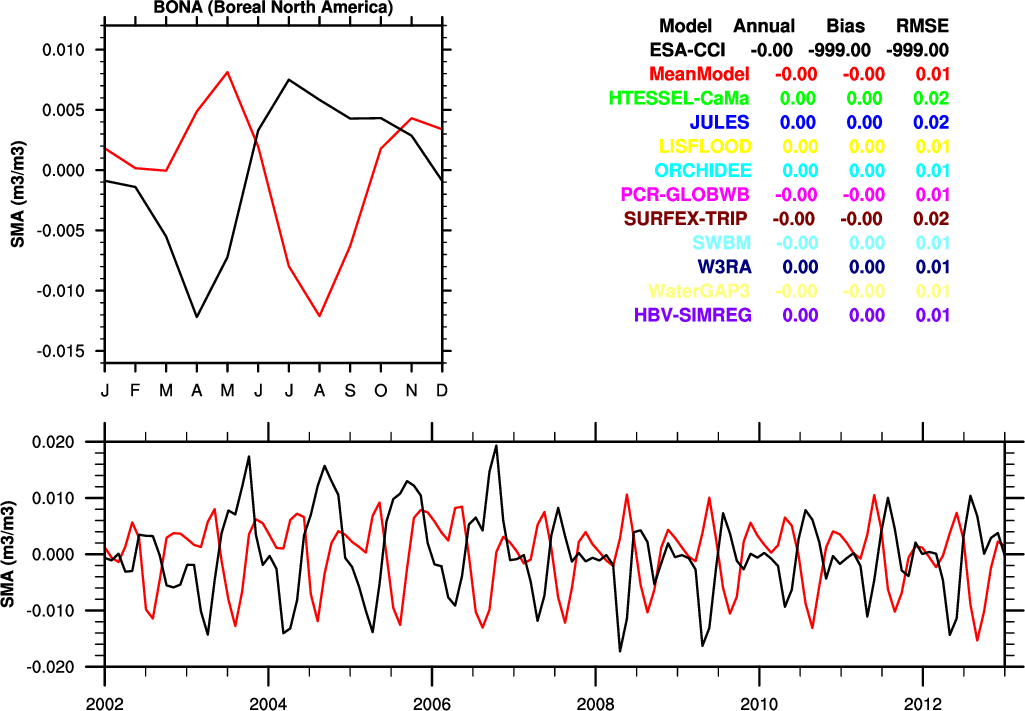 BONA (Boreal North America)
0.010
0.005
0.000
-0.005
-0.010
-0.015
SMA (m3/m3)
J F M A M J J A S O N D
Model Annual Bias RMSE
ESA-CCI -0.00 -999.00 -999.00
MeanModel -0.00 -0.00 0.01
HTESSEL-CaMa 0.00 0.00 0.02
JULES 0.00 0.00 0.02
LISFLOOD 0.00 0.00 0.01
ORCHIDEE 0.00 0.00 0.01
PCR-GLOBWB -0.00 -0.00 0.01
SURFEX-TRIP -0.00 -0.00 0.02
SWBM -0.00 0.00 0.01
W3RA 0.00 0.00 0.01
WaterGAP3 -0.00 -0.00 0.01
HBV-SIMREG 0.00 0.00 0.01
0.020
0.010
0.000
-0.010
-0.020
SMA (m3/m3)
2002 2004 2006 2008 2010 2012